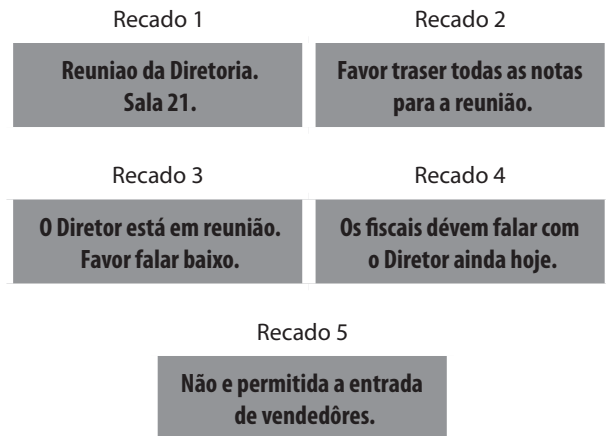 Recado 1
Reuniao da Diretoria.
Sala 21.
Recado 2
Favor traser todas as notas
para a reunião.
Recado 3
O Diretor está em reunião.
Favor falar baixo.
Recado 4
Os fiscais dévem falar com
o Diretor ainda hoje.
Recado 5
Não e permitida a entrada
de vendedôres.